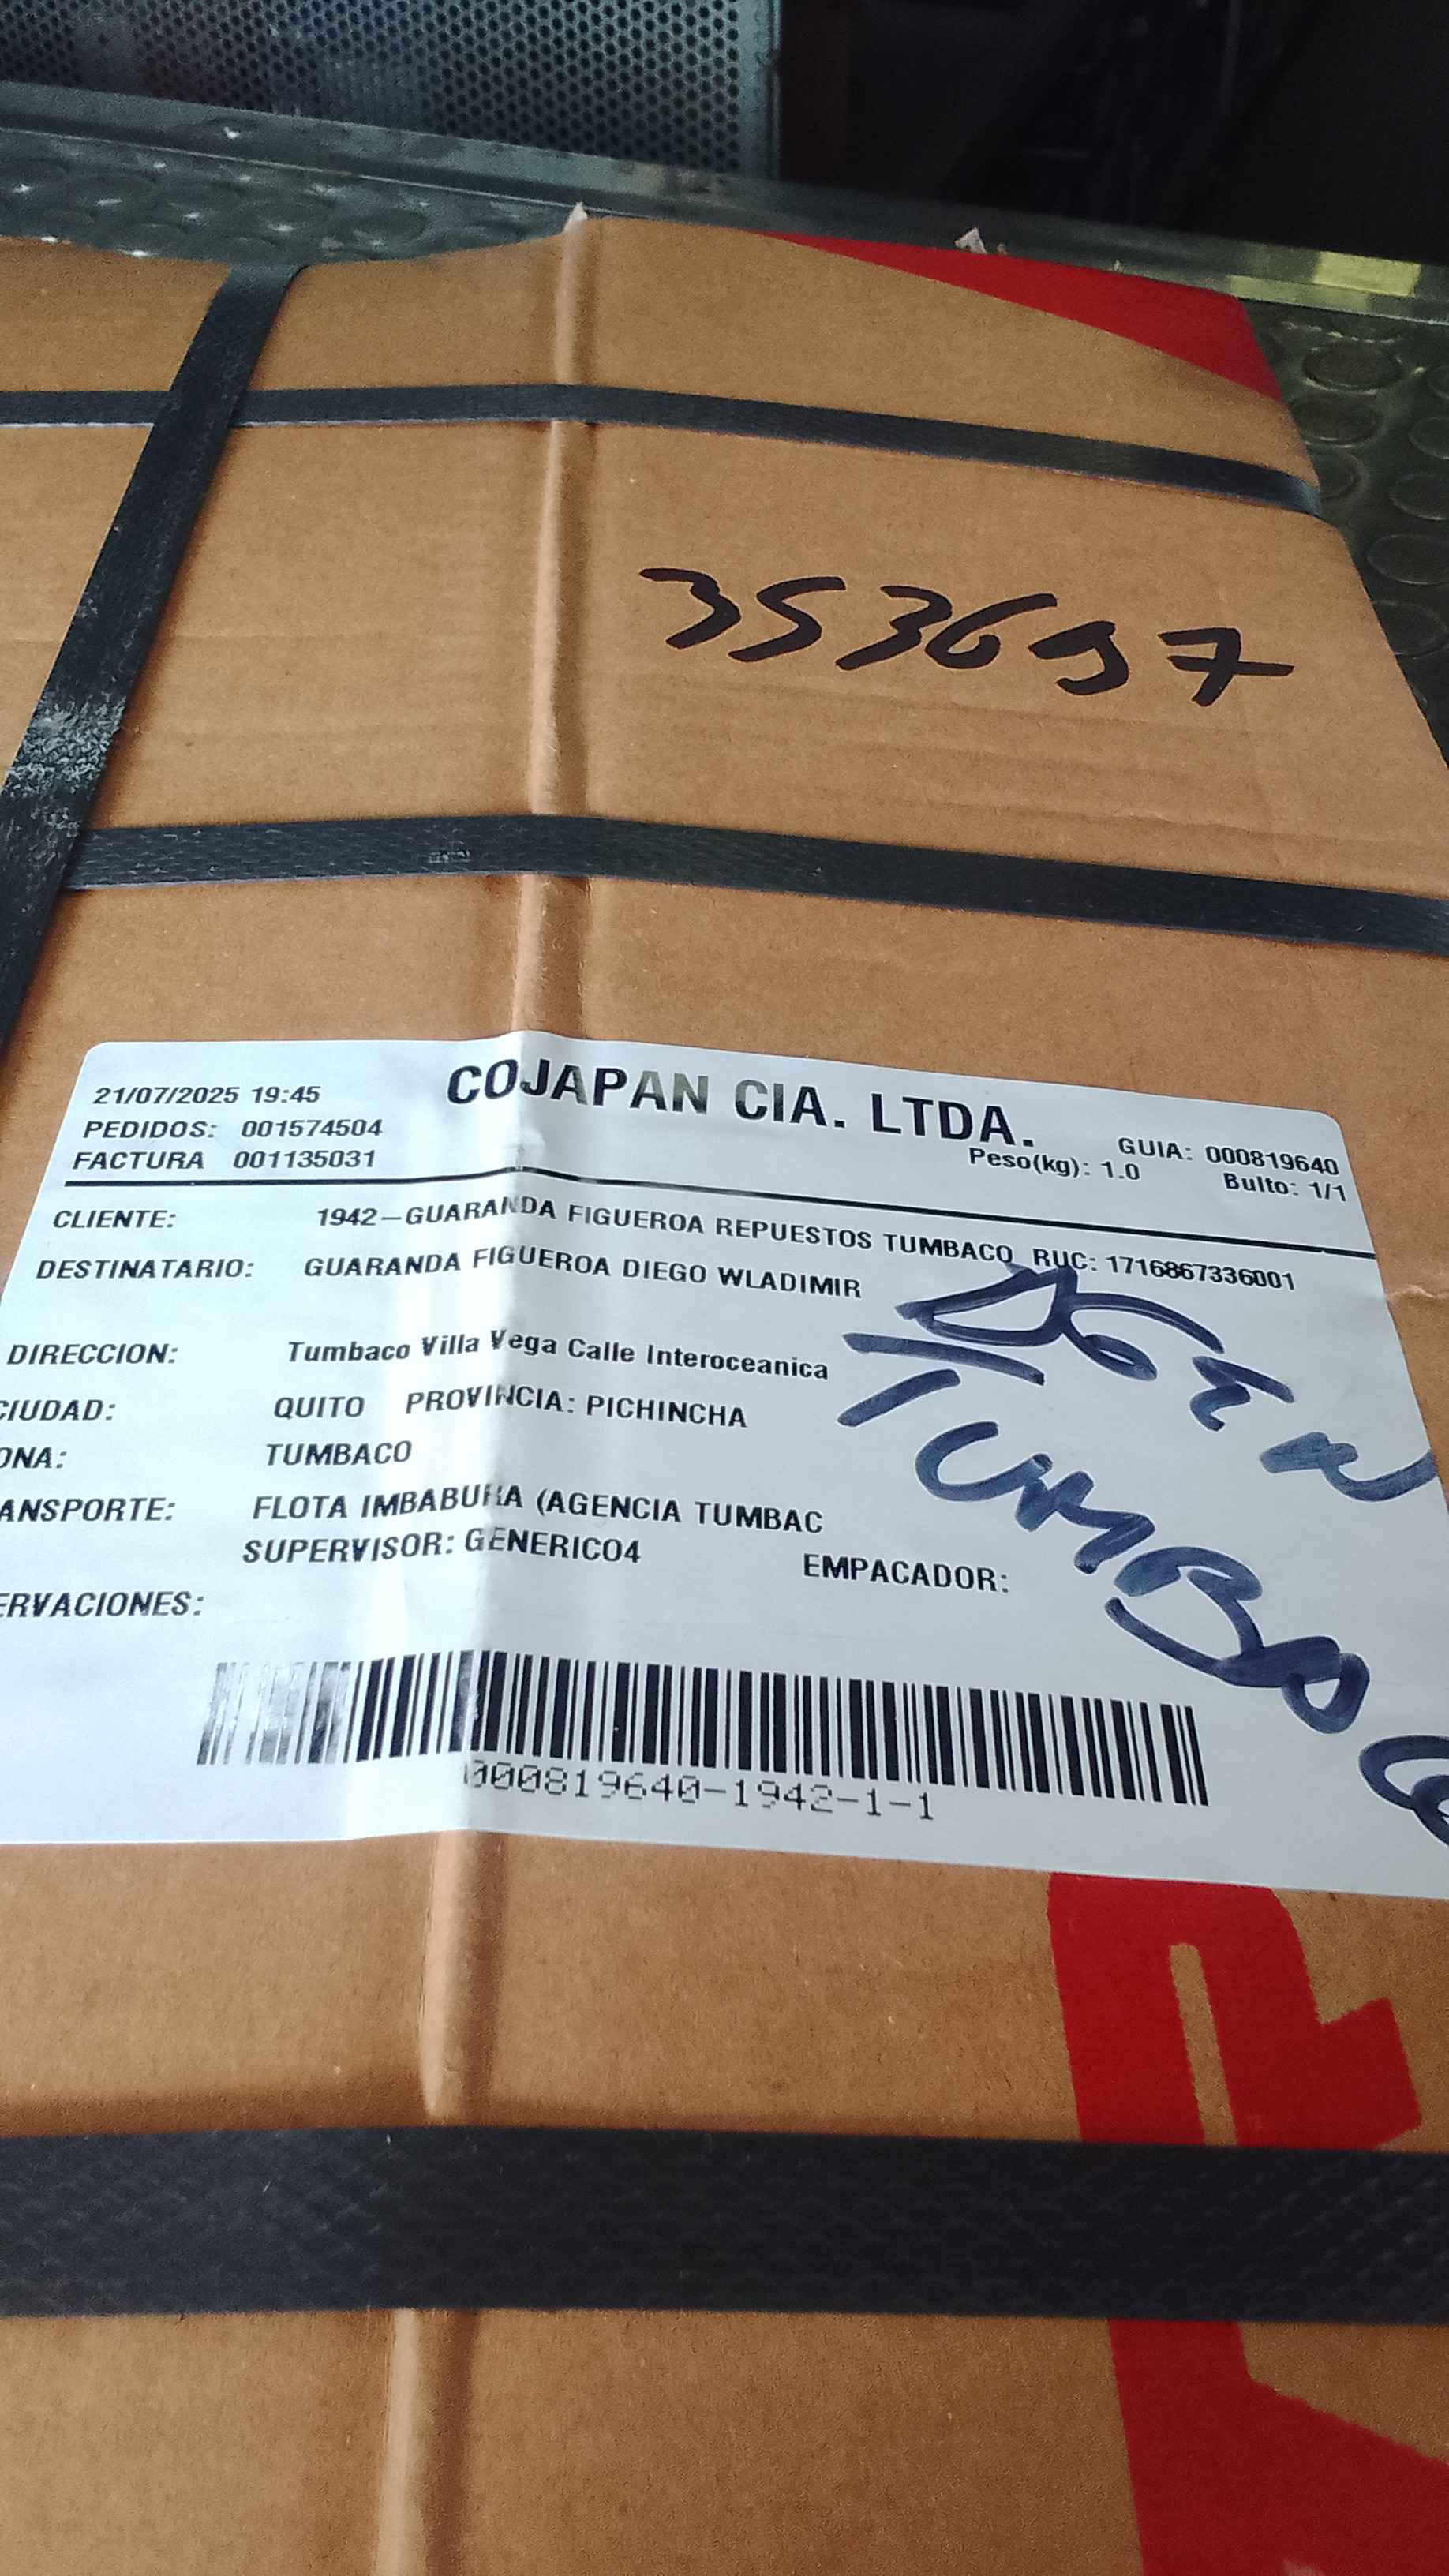 353697
COJAPAN CIA. LTDA.
21/07/2025 19:45
PEDIDOS: 001574504
FACTURA 001135031
GUIA: 000819640
Peso(kg): 1.0
Bulto: 1/1
CLIENTE: 1942-GUARANDA FIGUEROA REPUESTOS TUMBACO RUC: 1716867336001
DESTINATARIO: GUARANDA FIGUEROA DIEGO WLADIMIR
DIRECCION: Tumbaco Villa Vega Calle Interoceanica
CIUDAD: QUITO PROVINCIA: PICHINCHA
ONA: TUMBACO
ANSPORTE: FLOTA IMBABURA (AGENCIA TUMBAC
SUPERVISOR: GENERICO4 EMPACADOR:
ERVACIONES:
000819640-1942-1-1